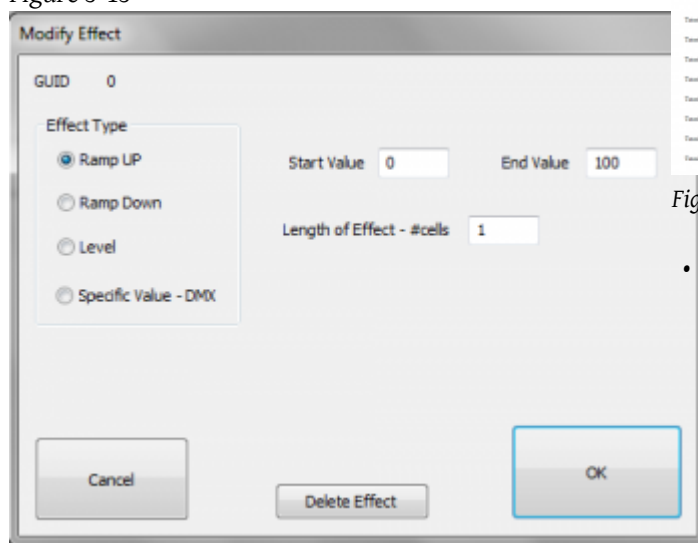 Modify Effect
GUID 0
Effect Type
Ramp UP
Start Value 0 End Value 100
Ramp Down
Length of Effect - #cells 1
Level
Specific Value - DMX
Cancel
Delete Effect
OK
•